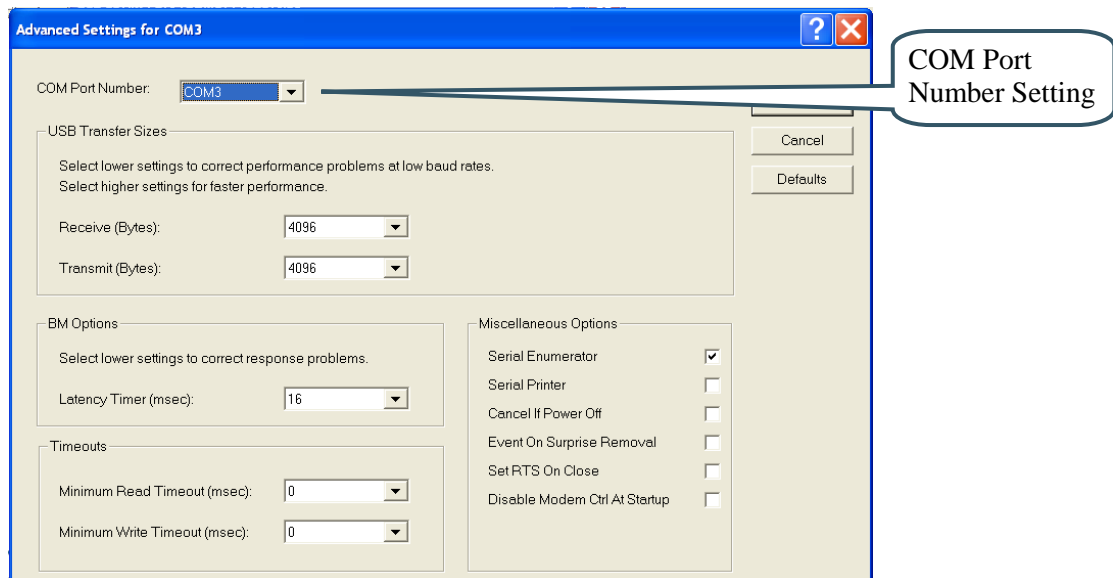 Advanced Settings for COM3
COM Port Number: COM3
COM Port
Number Setting
USB Transfer Sizes
Select lower settings to correct performance problems at low baud rates.
Select higher settings for faster performance.
Receive (Bytes): 4096
Transmit (Bytes): 4096
Cancel
Defaults
BM Options
Select lower settings to correct response problems.
Latency Timer (msec): 16
Timeouts
Minimum Read Timeout (msec): 0
Minimum Write Timeout (msec): 0
Miscellaneous Options
Serial Enumerator
Serial Printer
Cancel If Power Off
Event On Surprise Removal
Set RTS On Close
Disable Modem Ctrl At Startup